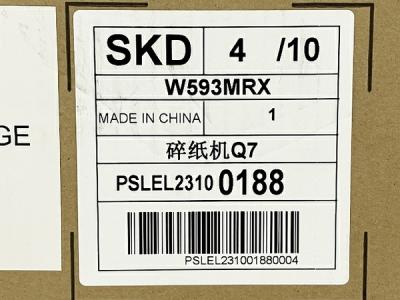 SKD 4 /10
W593MRX
MADE IN CHINA 1
GE
碎纸机Q7
PSLEL2310 0188
PSLEL231001880004